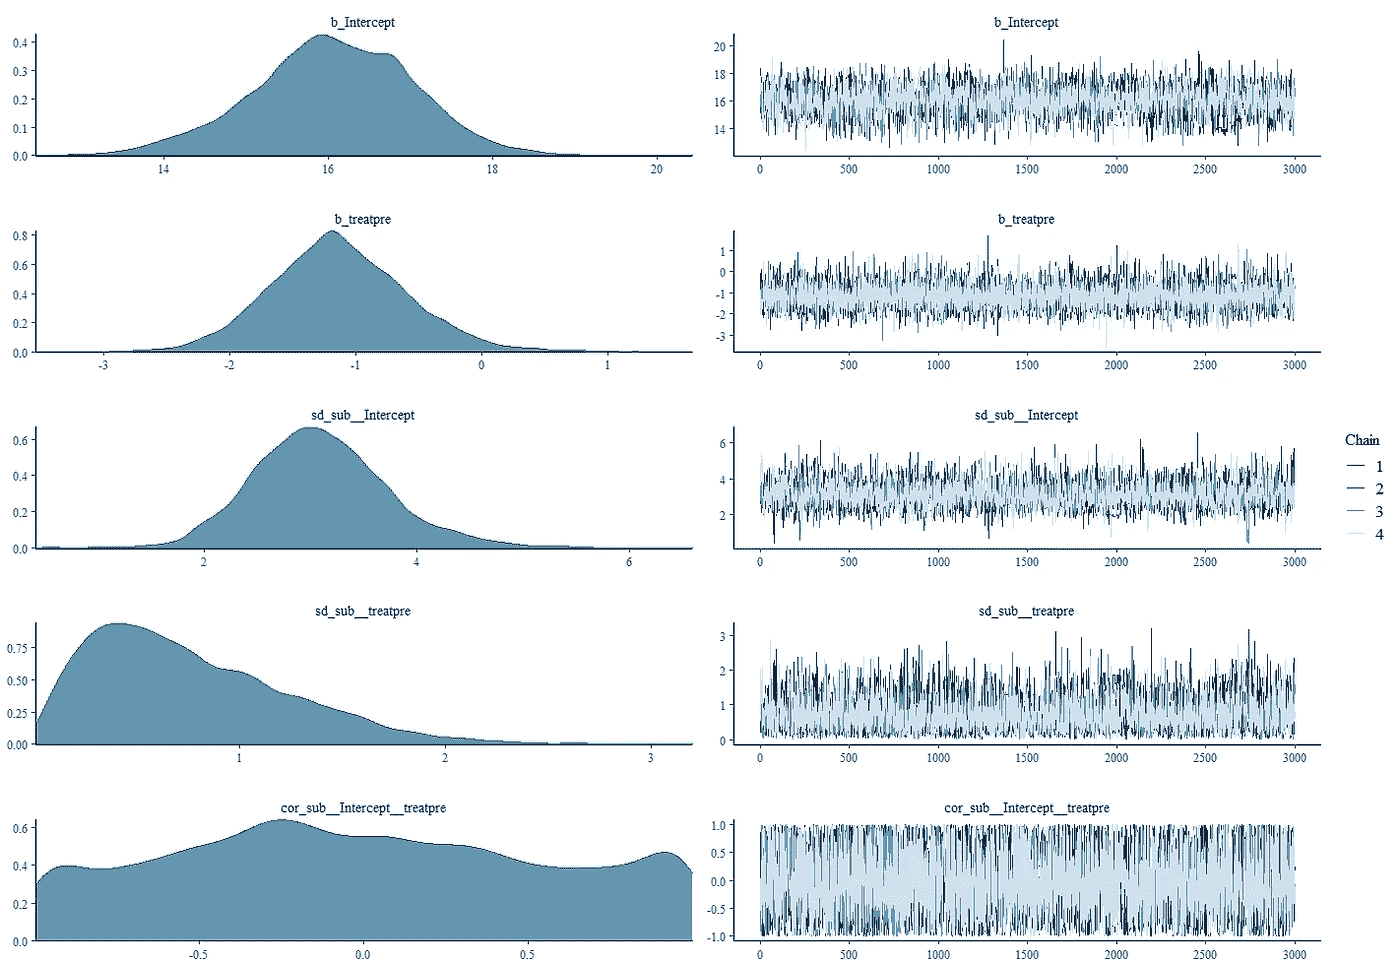 b_Intercept
0.4
0.3
0.2
0.1
0.0
14 16 18 20
b_Intercept
20
18
16
14
0 500 1000 1500 2000 2500 3000
b_treatpre
0.8
0.6
0.4
0.2
0.0
-3 -2 -1 0 1
b_treatpre
1
0
-1
-2
-3
0 500 1000 1500 2000 2500 3000
sd_sub__Intercept
0.6
0.4
0.2
0.0
2 4 6
sd_sub__Intercept
6
4
2
0 500 1000 1500 2000 2500 3000
sd_sub__treatpre
0.75
0.50
0.25
0.00
1 2 3
sd_sub__treatpre
3
2
1
0
0 500 1000 1500 2000 2500 3000
cor_sub__Intercept__treatpre
0.6
0.4
0.2
0.0
-0.5 0.0 0.5
cor_sub__Intercept__treatpre
1.0
0.5
0.0
-0.5
-1.0
0 500 1000 1500 2000 2500 3000
Chain
1
2
3
4